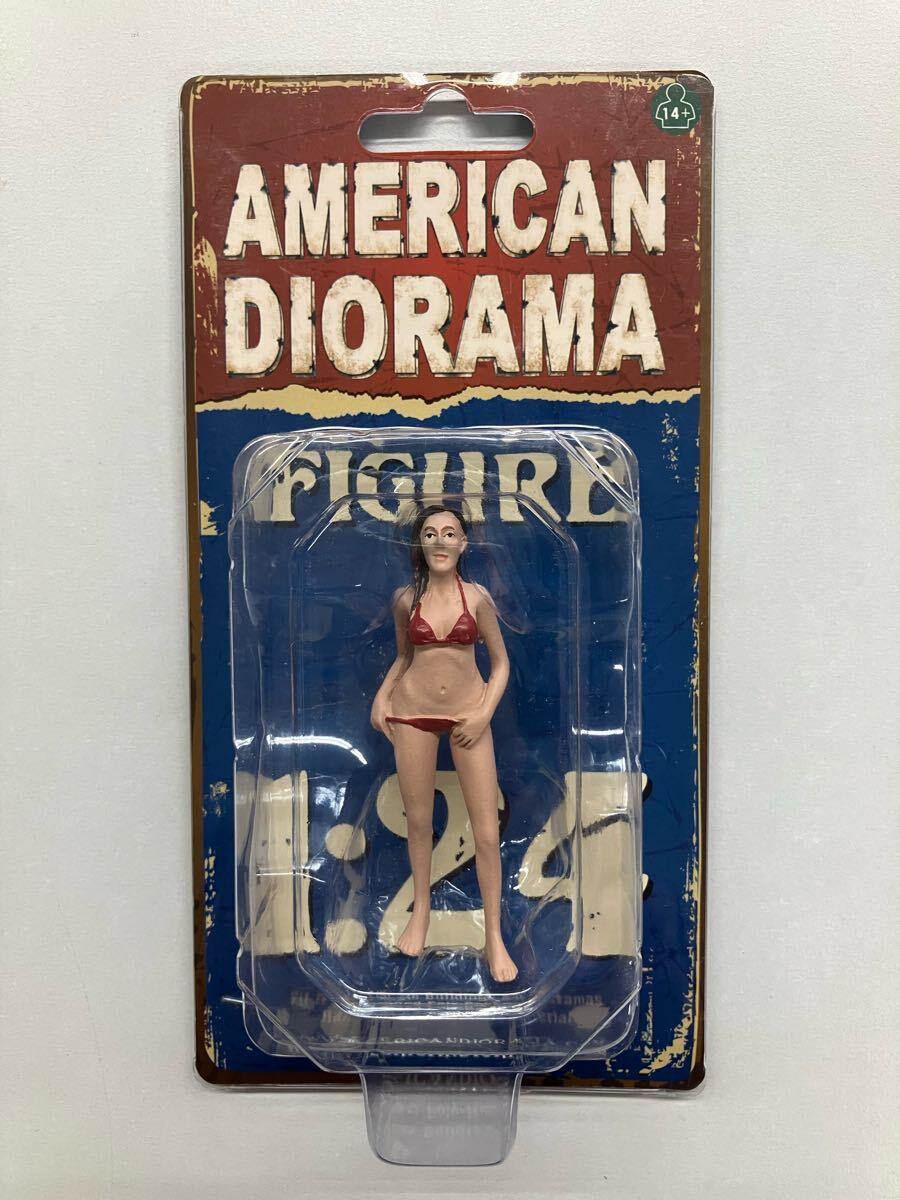 14+
AMERICAN
DIORAMA
FIGURE
1:24